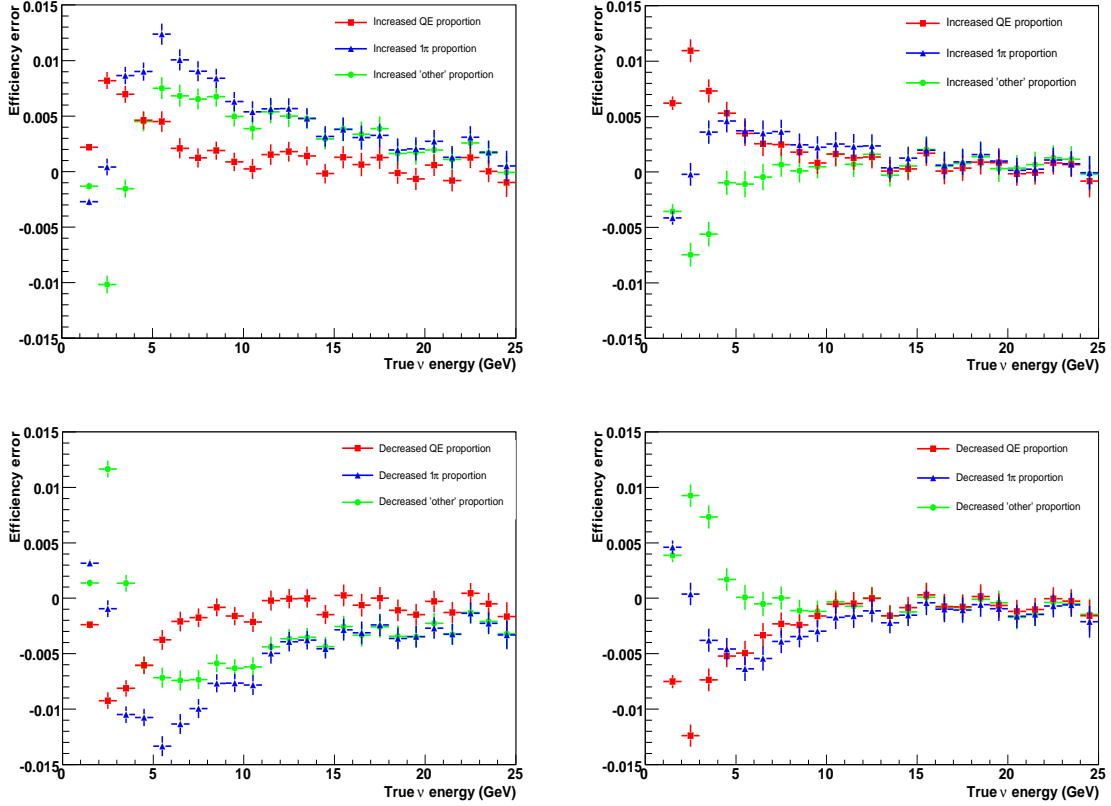 Efficiency error
0.015
0.01
0.005
0
-0.005
-0.01
-0.015
0 5 10 15 20 25
True ν energy (GeV)
Increased QE proportion
Increased 1π proportion
Increased 'other' proportion
Efficiency error
0.015
0.01
0.005
0
-0.005
-0.01
-0.015
0 5 10 15 20 25
True ν energy (GeV)
Increased QE proportion
Increased 1π proportion
Increased 'other' proportion
Efficiency error
0.015
0.01
0.005
0
-0.005
-0.01
-0.015
0 5 10 15 20 25
True ν energy (GeV)
Decreased QE proportion
Decreased 1π proportion
Decreased 'other' proportion
Efficiency error
0.015
0.01
0.005
0
-0.005
-0.01
-0.015
0 5 10 15 20 25
True ν energy (GeV)
Decreased QE proportion
Decreased 1π proportion
Decreased 'other' proportion